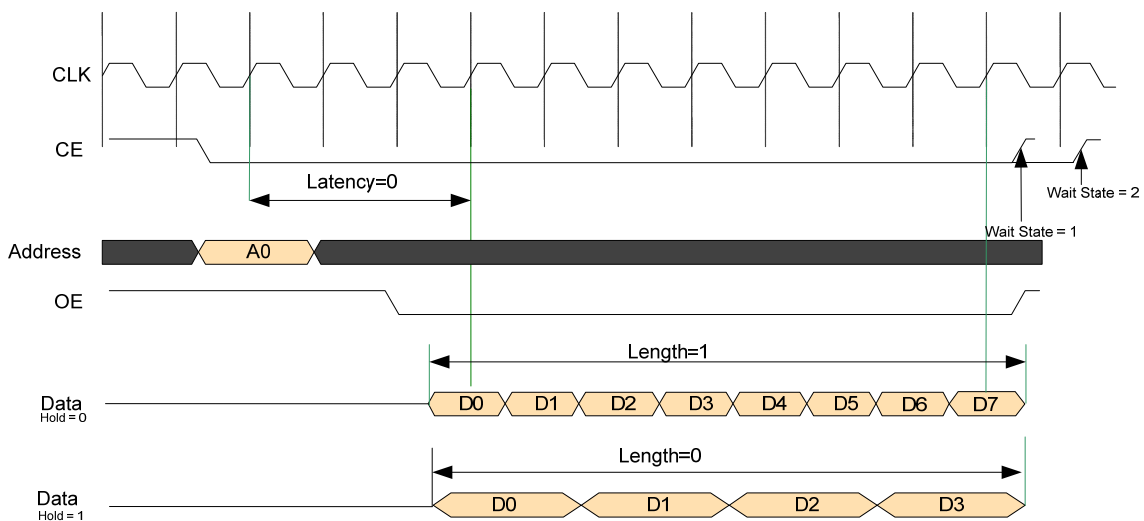 CLK
CE
Latency=0
Wait State = 2
Wait State = 1
Address
A0
OE
Length=1
Data
Hold = 0
D0 D1 D2 D3 D4 D5 D6 D7
Length=0
Data
Hold = 1
D0 D1 D2 D3